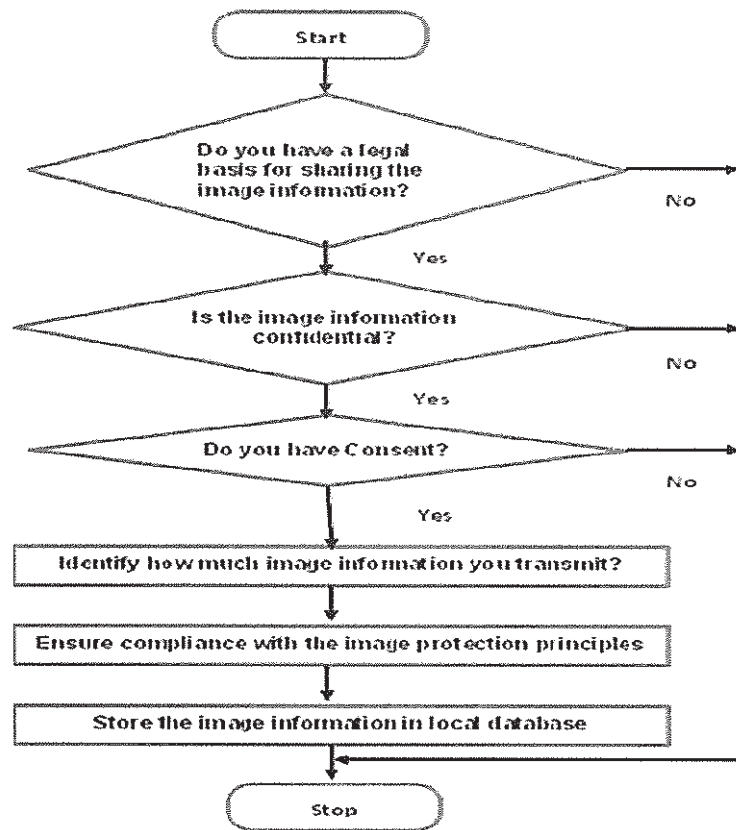 Start
Do you have a legal
basis for sharing the
image information?
No
Yes
Is the image information
confidential?
No
Yes
Do you have Consent?
No
Yes
Identify how much image information you transmit?
Ensure compliance with the image protection principles
Store the image information in local database
Stop